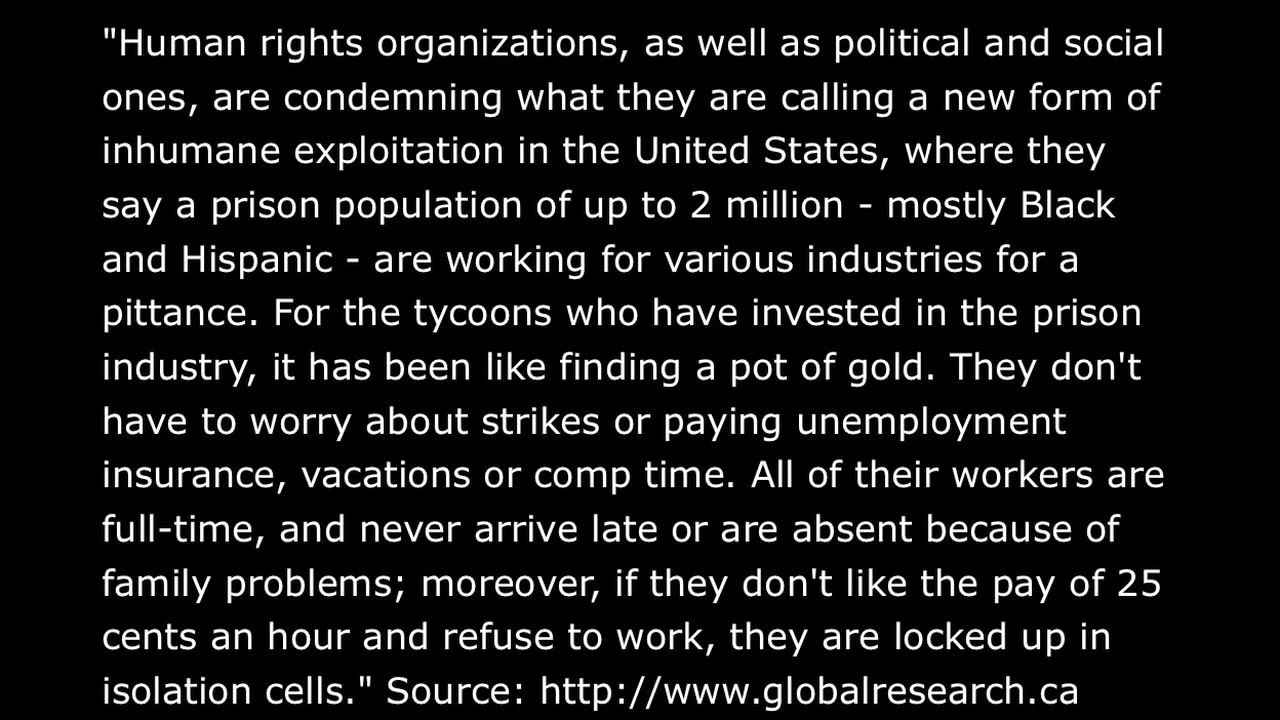 "Human rights organizations, as well as political and social
ones, are condemning what they are calling a new form of
inhumane exploitation in the United States, where they
say a prison population of up to 2 million - mostly Black
and Hispanic - are working for various industries for a
pittance. For the tycoons who have invested in the prison
industry, it has been like finding a pot of gold. They don't
have to worry about strikes or paying unemployment
insurance, vacations or comp time. All of their workers are
full-time, and never arrive late or are absent because of
family problems; moreover, if they don't like the pay of 25
cents an hour and refuse to work, they are locked up in
isolation cells." Source: http://www.globalresearch.ca